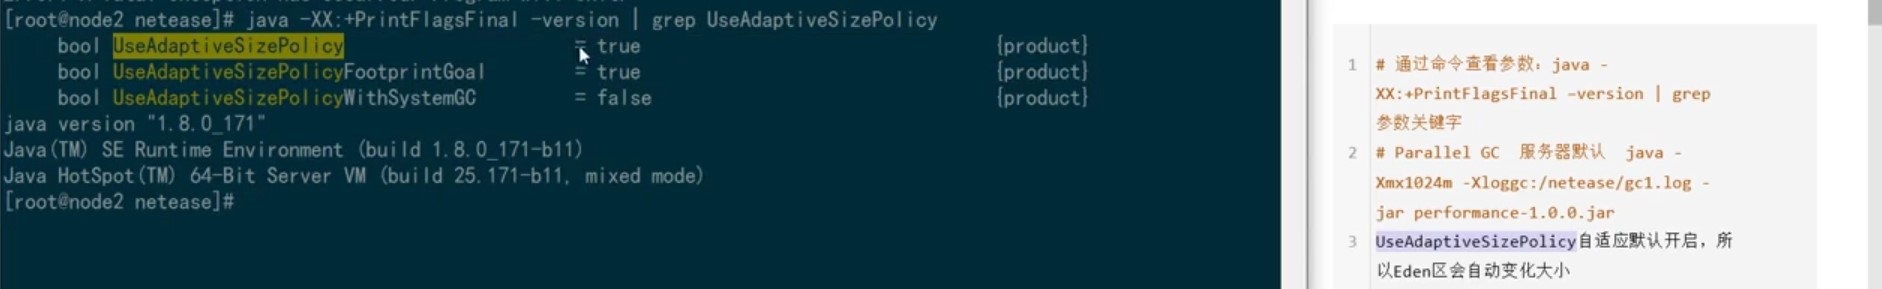 [root@node2 netease]# java -XX:+PrintFlagsFinal -version | grep UseAdaptiveSizePolicy
bool UseAdaptiveSizePolicy = true {product}
bool UseAdaptiveSizePolicyFootprintGoal = true {product}
bool UseAdaptiveSizePolicyWithSystemGC = false {product}
java version "1.8.0_171"
Java(TM) SE Runtime Environment (build 1.8.0_171-b11)
Java HotSpot(TM) 64-Bit Server VM (build 25.171-b11, mixed mode)
[root@node2 netease]#
1 # 通过命令查看参数：java -
XX:+PrintFlagsFinal -version | grep
参数关键字
2 # Parallel GC 服务器默认 java -
Xmx1024m -Xloggc:/netease/gc1.log -
jar performance-1.0.0.jar
3 UseAdaptiveSizePolicy自适应默认开启，所
以Eden区会自动变化大小